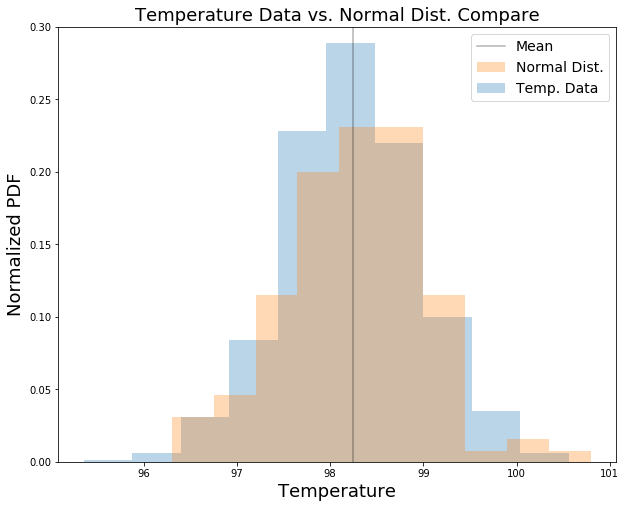 Temperature Data vs. Normal Dist. Compare
Mean
Normal Dist.
Temp. Data
Normalized PDF
0.30
0.25
0.20
0.15
0.10
0.05
0.00
96 97 98 99 100 101
Temperature